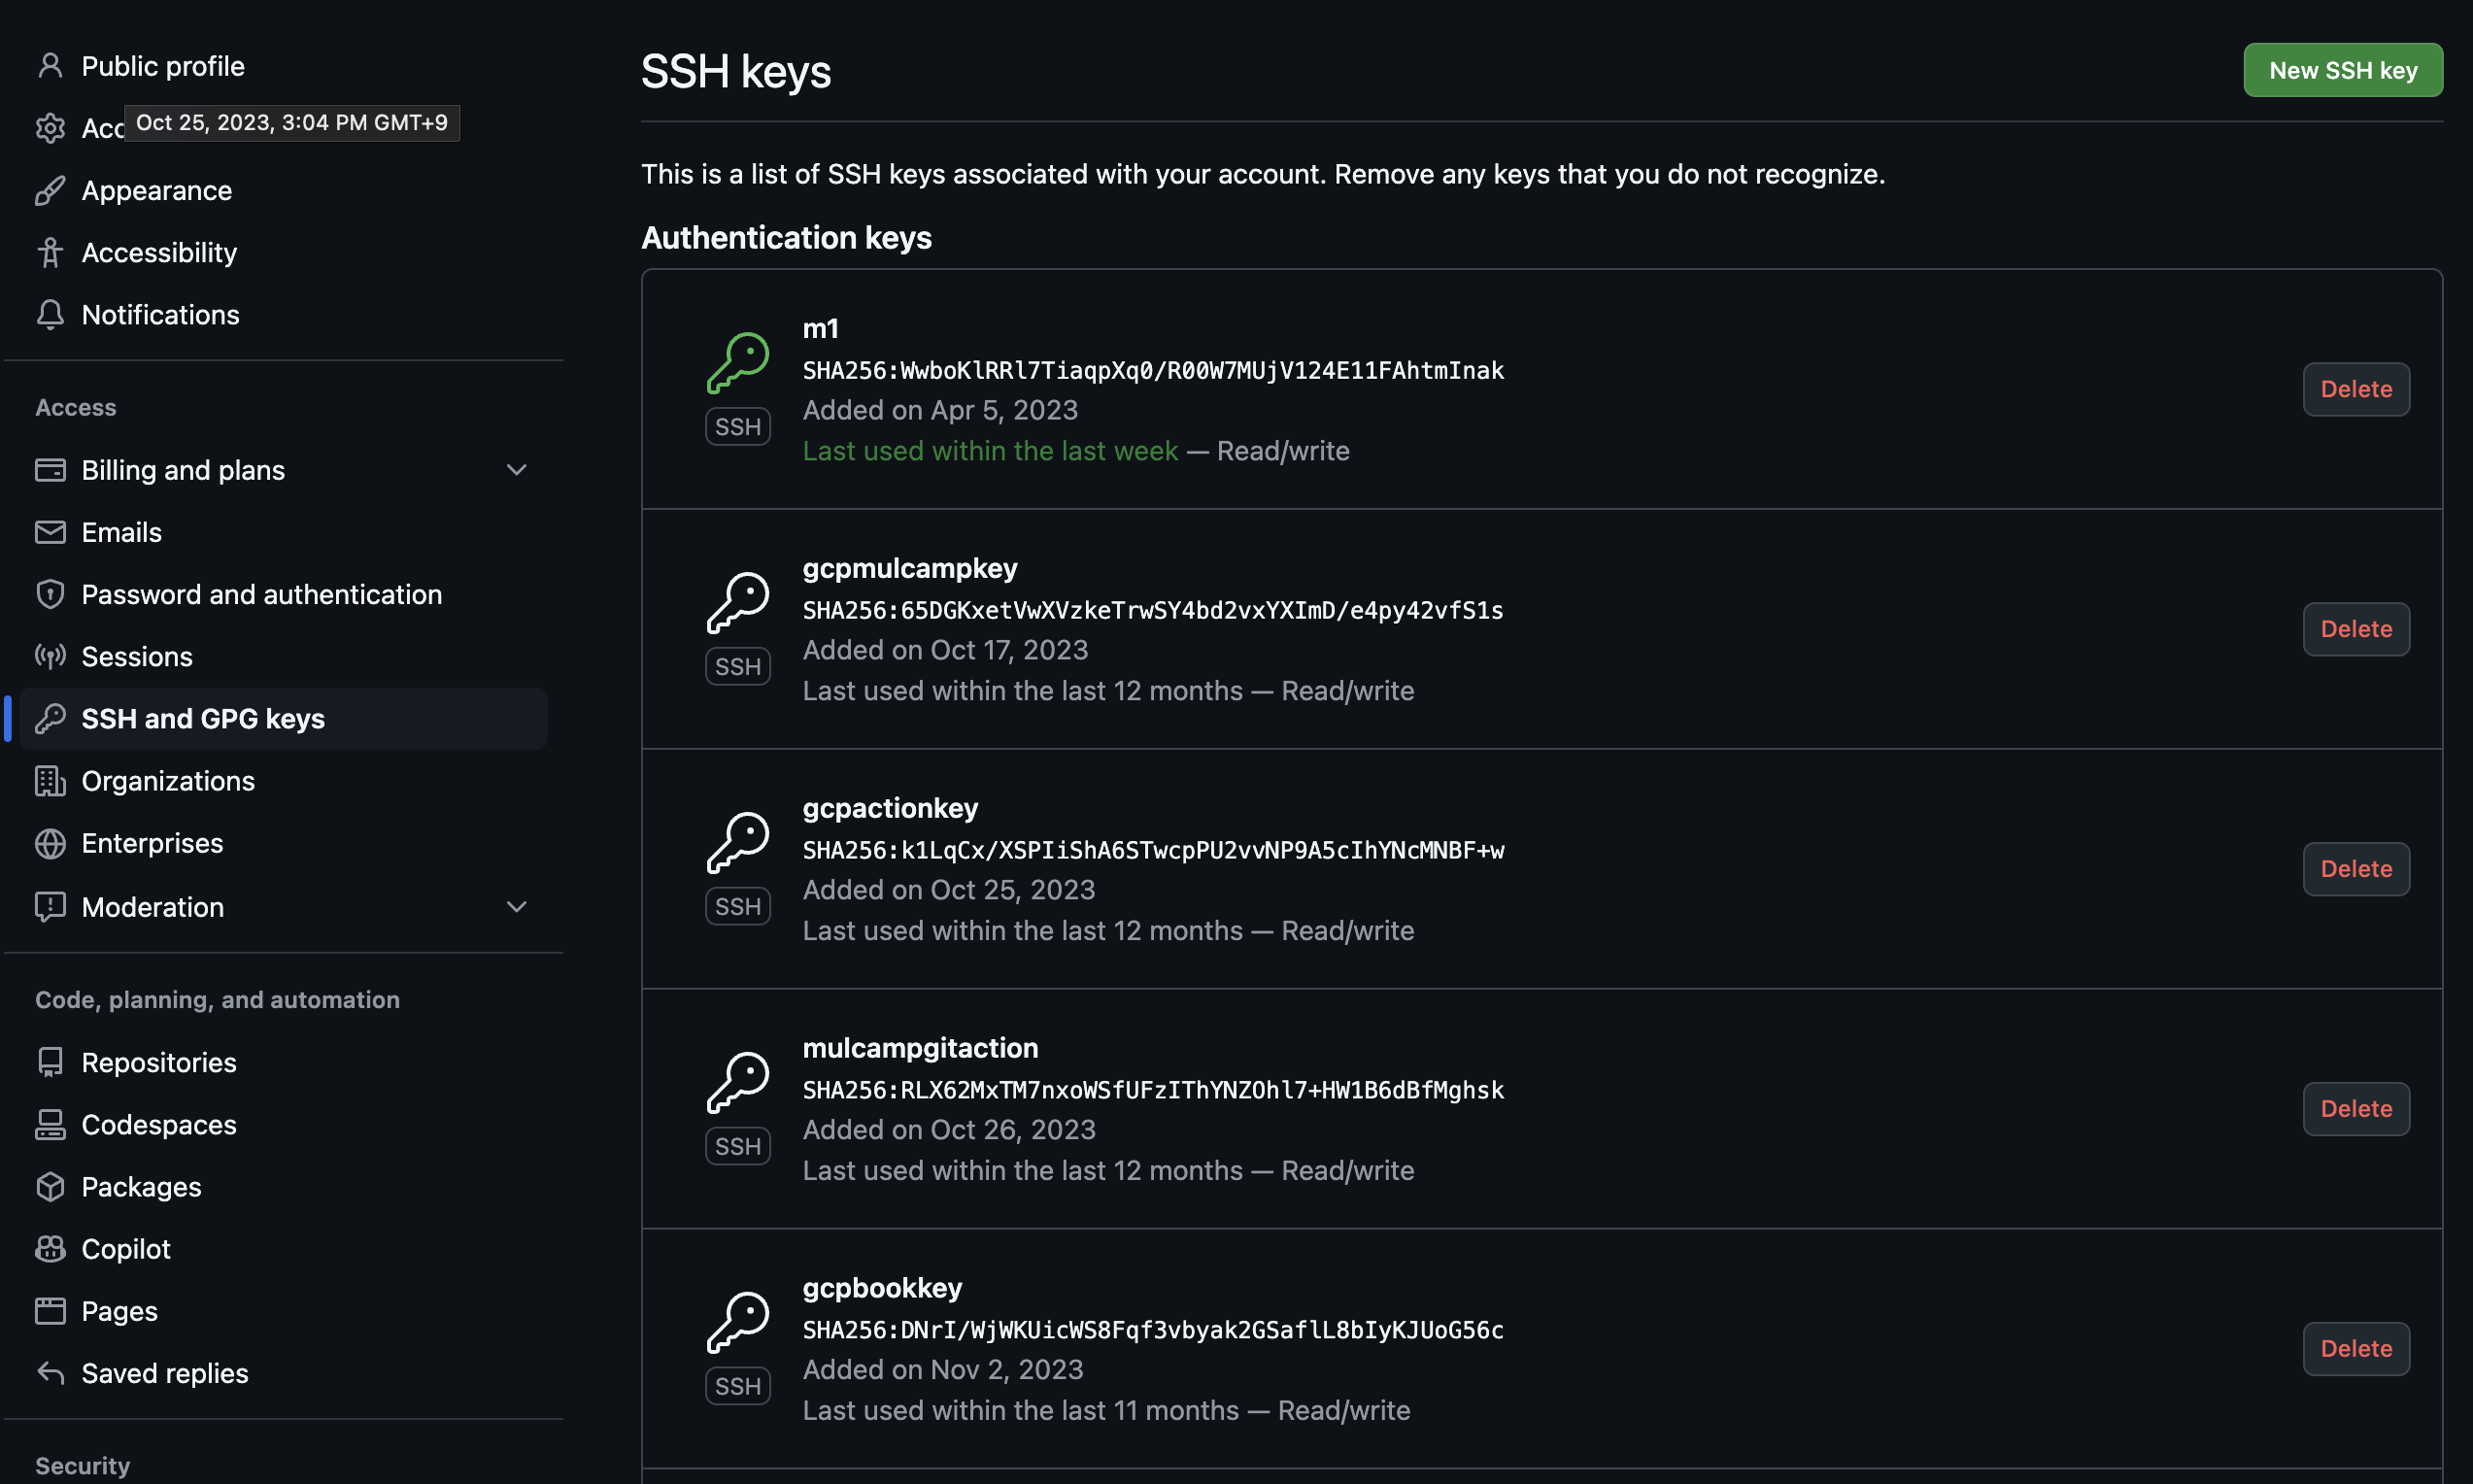 Public profile
Acc
Oct 25, 2023, 3:04 PM GMT+9
Appearance
Accessibility
Notifications
Access
Billing and plans
Emails
Password and authentication
Sessions
SSH and GPG keys
Organizations
Enterprises
Moderation
Code, planning, and automation
Repositories
Codespaces
Packages
Copilot
Pages
Saved replies
Security
SSH keys
New SSH key
This is a list of SSH keys associated with your account. Remove any keys that you do not recognize.
Authentication keys
m1
SHA256:WwboKlRRl7TiaqpXq0/R00W7MUjV124E11FAhtmInak
Added on Apr 5, 2023
Last used within the last week — Read/write
SSH
Delete
gcpmulcampkey
SHA256:65DGKxetVwXVzkeTrwSY4bd2vxYXImD/e4py42vfS1s
Added on Oct 17, 2023
Last used within the last 12 months — Read/write
SSH
Delete
gcpactionkey
SHA256:k1LqCx/XSPIiShA6STwcpPU2vvNP9A5cIhYNcMNBF+w
Added on Oct 25, 2023
Last used within the last 12 months — Read/write
SSH
Delete
mulcampgitaction
SHA256:RLX62MxTM7nxoWSfUFzIThYNZOhl7+HW1B6dBfMghsk
Added on Oct 26, 2023
Last used within the last 12 months — Read/write
SSH
Delete
gcpbookkey
SHA256:DNrI/WjWKUicWS8Fqf3vbyak2GSaflL8bIyKJUoG56c
Added on Nov 2, 2023
Last used within the last 11 months — Read/write
SSH
Delete